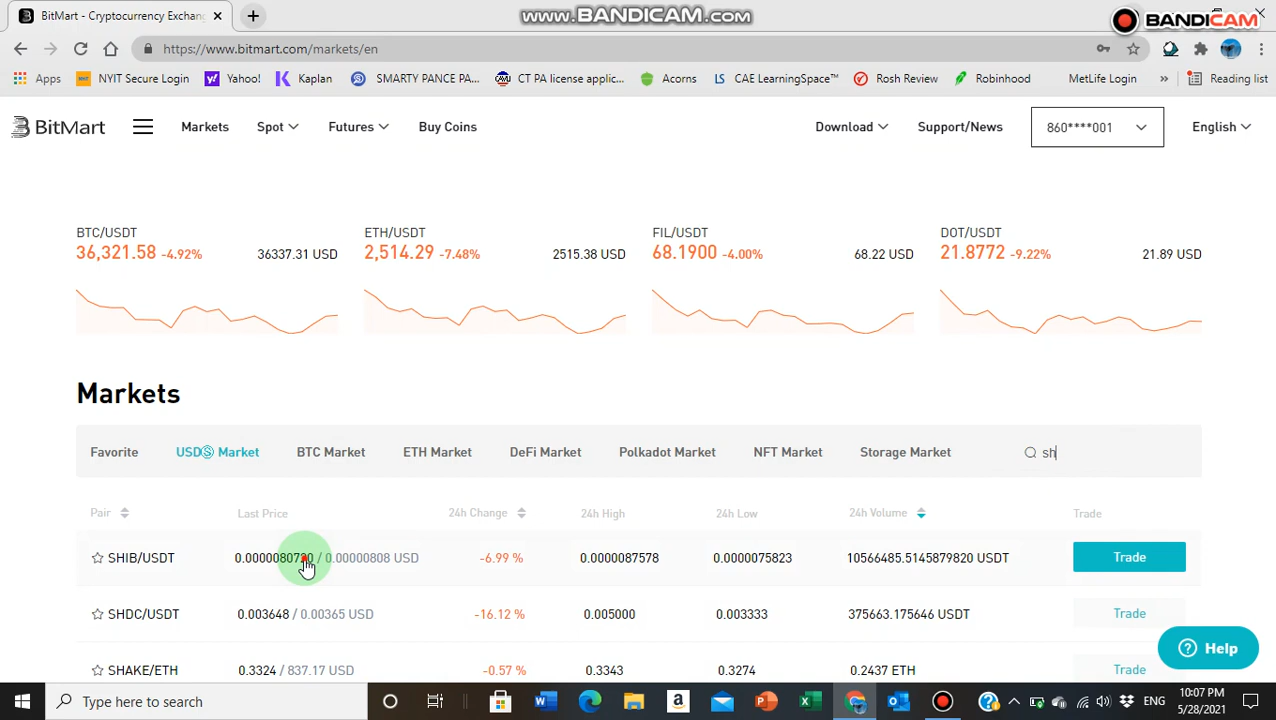 BitMart - Cryptocurrency Exchang
www.BANDICAM.com
BANDICAM
https://www.bitmart.com/markets/en
Apps NYIT Secure Login Yahoo! Kaplan SMARTY PANCE PA... CT PA license applic... Acorns LS CAE LearningSpace™ Rosh Review Robinhood MetLife Login » Reading list
BitMart Markets Spot Futures Buy Coins Download Support/News 860****001 English
BTC/USDT ETH/USDT FIL/USDT DOT/USDT
36,321.58 -4.92% 36337.31 USD 2,514.29 -7.48% 2515.38 USD 68.1900 -4.00% 68.22 USD 21.8772 -9.22% 21.89 USD
Markets
Favorite USDⓈ Market BTC Market ETH Market DeFi Market Polkadot Market NFT Market Storage Market sh
Pair Last Price 24h Change 24h High 24h Low 24h Volume Trade
SHIB/USDT / 0.00000808 USD -6.99 % 0.0000087578 0.0000075823 10566485.5145879820 USDT Trade
SHDC/USDT 0.003648 / 0.00365 USD -16.12 % 0.005000 0.003333 375663.175646 USDT Trade
SHAKE/ETH 0.3324 / 837.17 USD -0.57 % 0.3343 0.3274 0.2437 ETH Trade
Help
Type here to search
ENG
10:07 PM
5/28/2021